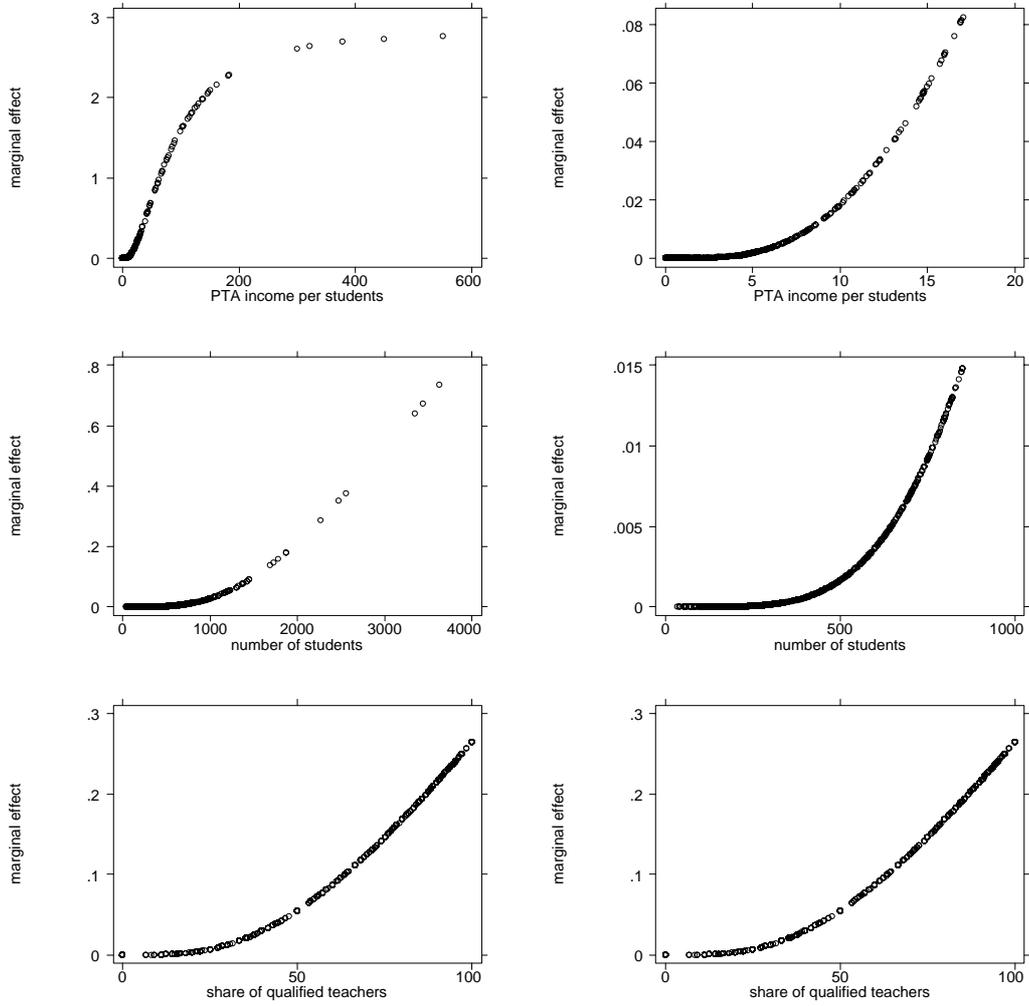 marginal effect
3
2
1
0
0 200 400 600
PTA income per students
marginal effect
.08
.06
.04
.02
0
0 5 10 15 20
PTA income per students
marginal effect
.8
.6
.4
.2
0
0 1000 2000 3000 4000
number of students
marginal effect
.015
.01
.005
0
0 500 1000
number of students
marginal effect
.3
.2
.1
0
0 50 100
share of qualified teachers
marginal effect
.3
.2
.1
0
0 50 100
share of qualified teachers